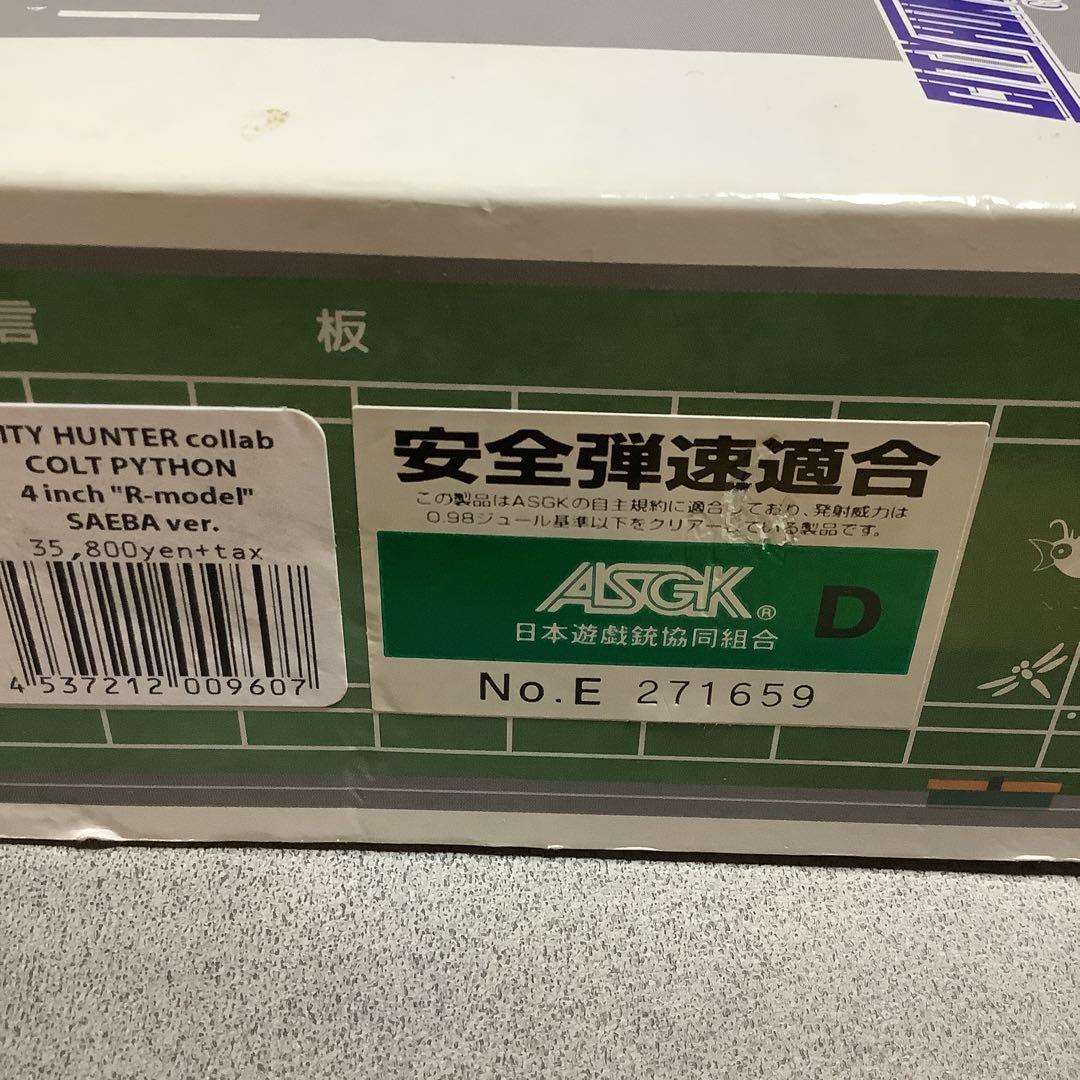 CITY HUN
信 板
ITY HUNTER collab
COLT PYTHON
4 inch "R-model"
SAEBA ver.
35,800yen+tax
4 537212 009607
安全弾速適合
この製品はASGKの自主規約に適合しており、発射威力は
0.98ジュール基準以下をクリアーしている製品です。
ASGK® D
日本遊戯銃協同組合
No.E 271659